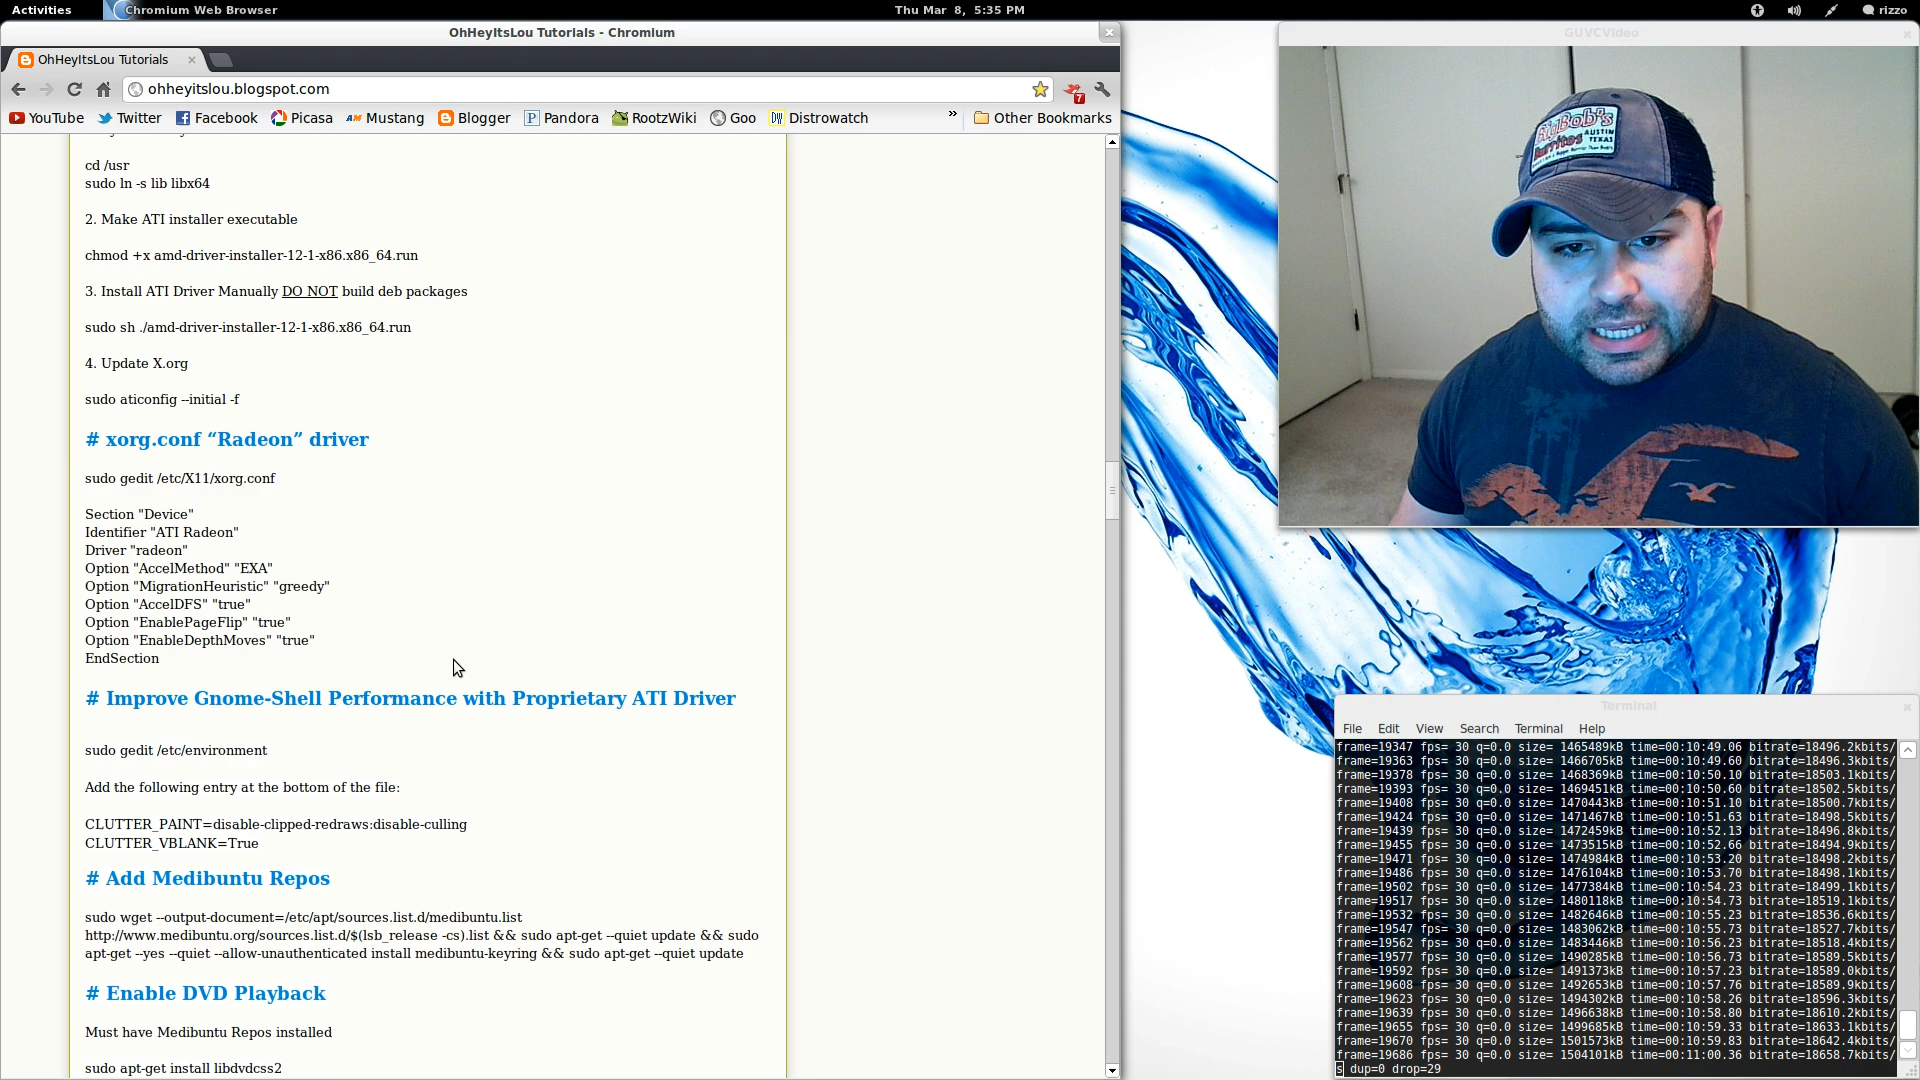 Activities
Chromium Web Browser
Thu Mar 8, 5:35 PM
rizzo
OhHeyItsLou Tutorials - Chromium
OhHeyItsLou Tutorials
ohheyitslou.blogspot.com
7
YouTube Twitter Facebook Picasa Mustang Blogger Pandora RootzWiki Goo Distrowatch » Other Bookmarks
cd /usr
sudo ln -s lib libx64
2. Make ATI installer executable
chmod +x amd-driver-installer-12-1-x86.x86_64.run
3. Install ATI Driver Manually DO NOT build deb packages
sudo sh ./amd-driver-installer-12-1-x86.x86_64.run
4. Update X.org
sudo aticonfig --initial -f
# xorg.conf “Radeon” driver
sudo gedit /etc/X11/xorg.conf
Section "Device"
Identifier "ATI Radeon"
Driver "radeon"
Option "AccelMethod" "EXA"
Option "MigrationHeuristic" "greedy"
Option "AccelDFS" "true"
Option "EnablePageFlip" "true"
Option "EnableDepthMoves" "true"
EndSection
# Improve Gnome-Shell Performance with Proprietary ATI Driver
sudo gedit /etc/environment
Add the following entry at the bottom of the file:
CLUTTER_PAINT=disable-clipped-redraws:disable-culling
CLUTTER_VBLANK=True
# Add Medibuntu Repos
sudo wget --output-document=/etc/apt/sources.list.d/medibuntu.list
http://www.medibuntu.org/sources.list.d/$(lsb_release -cs).list && sudo apt-get --quiet update && sudo
apt-get --yes --quiet --allow-unauthenticated install medibuntu-keyring && sudo apt-get --quiet update
# Enable DVD Playback
Must have Medibuntu Repos installed
sudo apt-get install libdvdcss2
GUVCVideo
BigBob's
Burritos
AUSTIN
TEXAS
Terminal
File Edit View Search Terminal Help
frame=19347 fps= 30 q=0.0 size= 1465489kB time=00:10:49.06 bitrate=18496.2kbits/
frame=19363 fps= 30 q=0.0 size= 1466705kB time=00:10:49.60 bitrate=18496.3kbits/
frame=19378 fps= 30 q=0.0 size= 1468369kB time=00:10:50.10 bitrate=18503.1kbits/
frame=19393 fps= 30 q=0.0 size= 1469451kB time=00:10:50.60 bitrate=18502.5kbits/
frame=19408 fps= 30 q=0.0 size= 1470443kB time=00:10:51.10 bitrate=18500.7kbits/
frame=19424 fps= 30 q=0.0 size= 1471467kB time=00:10:51.63 bitrate=18498.5kbits/
frame=19439 fps= 30 q=0.0 size= 1472459kB time=00:10:52.13 bitrate=18496.8kbits/
frame=19455 fps= 30 q=0.0 size= 1473515kB time=00:10:52.66 bitrate=18494.9kbits/
frame=19471 fps= 30 q=0.0 size= 1474984kB time=00:10:53.20 bitrate=18498.2kbits/
frame=19486 fps= 30 q=0.0 size= 1476104kB time=00:10:53.70 bitrate=18498.1kbits/
frame=19502 fps= 30 q=0.0 size= 1477384kB time=00:10:54.23 bitrate=18499.1kbits/
frame=19517 fps= 30 q=0.0 size= 1480118kB time=00:10:54.73 bitrate=18519.1kbits/
frame=19532 fps= 30 q=0.0 size= 1482646kB time=00:10:55.23 bitrate=18536.6kbits/
frame=19547 fps= 30 q=0.0 size= 1483062kB time=00:10:55.73 bitrate=18527.7kbits/
frame=19562 fps= 30 q=0.0 size= 1483446kB time=00:10:56.23 bitrate=18518.4kbits/
frame=19577 fps= 30 q=0.0 size= 1490285kB time=00:10:56.73 bitrate=18589.5kbits/
frame=19592 fps= 30 q=0.0 size= 1491373kB time=00:10:57.23 bitrate=18589.0kbits/
frame=19608 fps= 30 q=0.0 size= 1492653kB time=00:10:57.76 bitrate=18589.9kbits/
frame=19623 fps= 30 q=0.0 size= 1494302kB time=00:10:58.26 bitrate=18596.3kbits/
frame=19639 fps= 30 q=0.0 size= 1496638kB time=00:10:58.80 bitrate=18610.2kbits/
frame=19655 fps= 30 q=0.0 size= 1499685kB time=00:10:59.33 bitrate=18633.1kbits/
frame=19670 fps= 30 q=0.0 size= 1501573kB time=00:10:59.83 bitrate=18642.4kbits/
frame=19686 fps= 30 q=0.0 size= 1504101kB time=00:11:00.36 bitrate=18658.7kbits/
s dup=0 drop=29